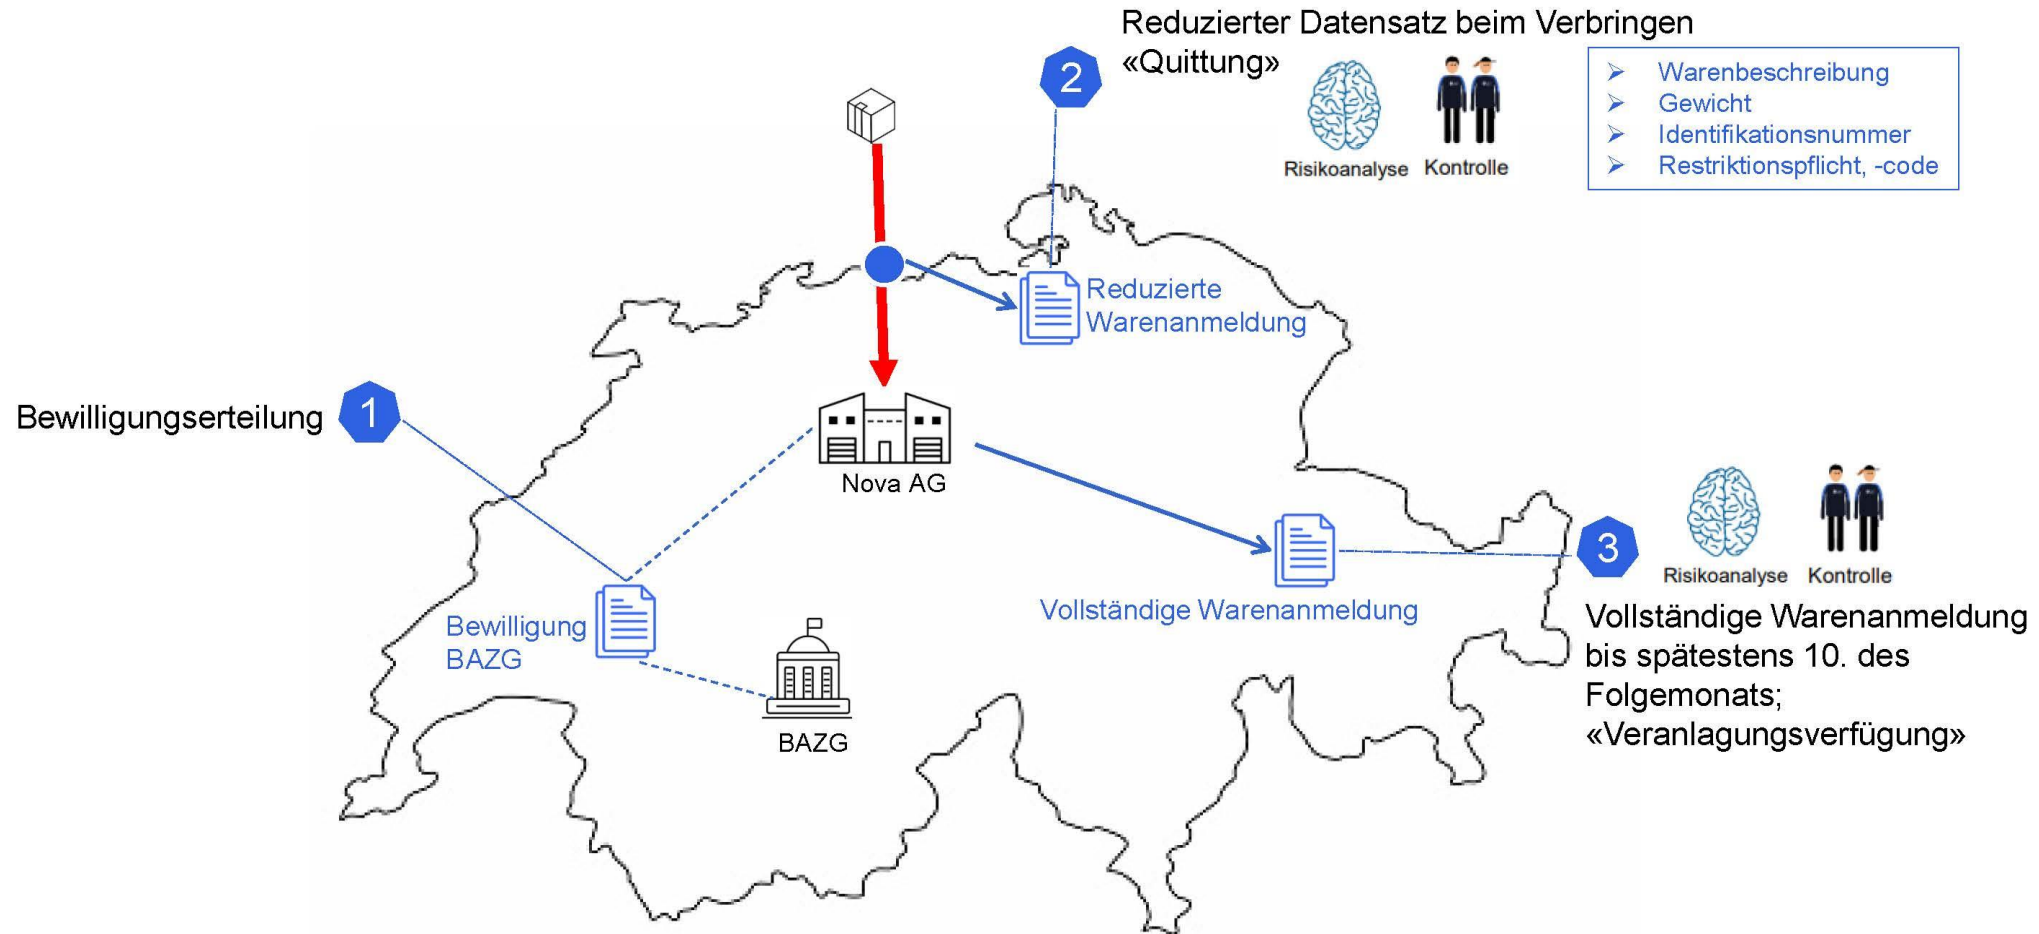 Reduzierter Datensatz beim Verbringen
«Quittung»
2
Risikoanalyse
Kontrolle
Warenbeschreibung
Gewicht
Identifikationsnummer
Restriktionspflicht, -code
Reduzierte
Warenanmeldung
Bewilligungserteilung
1
Nova AG
Bewilligung
BAZG
BAZG
Vollständige Warenanmeldung
3
Risikoanalyse
Kontrolle
Vollständige Warenanmeldung
bis spätestens 10. des
Folgemonats;
«Veranlagungsverfügung»